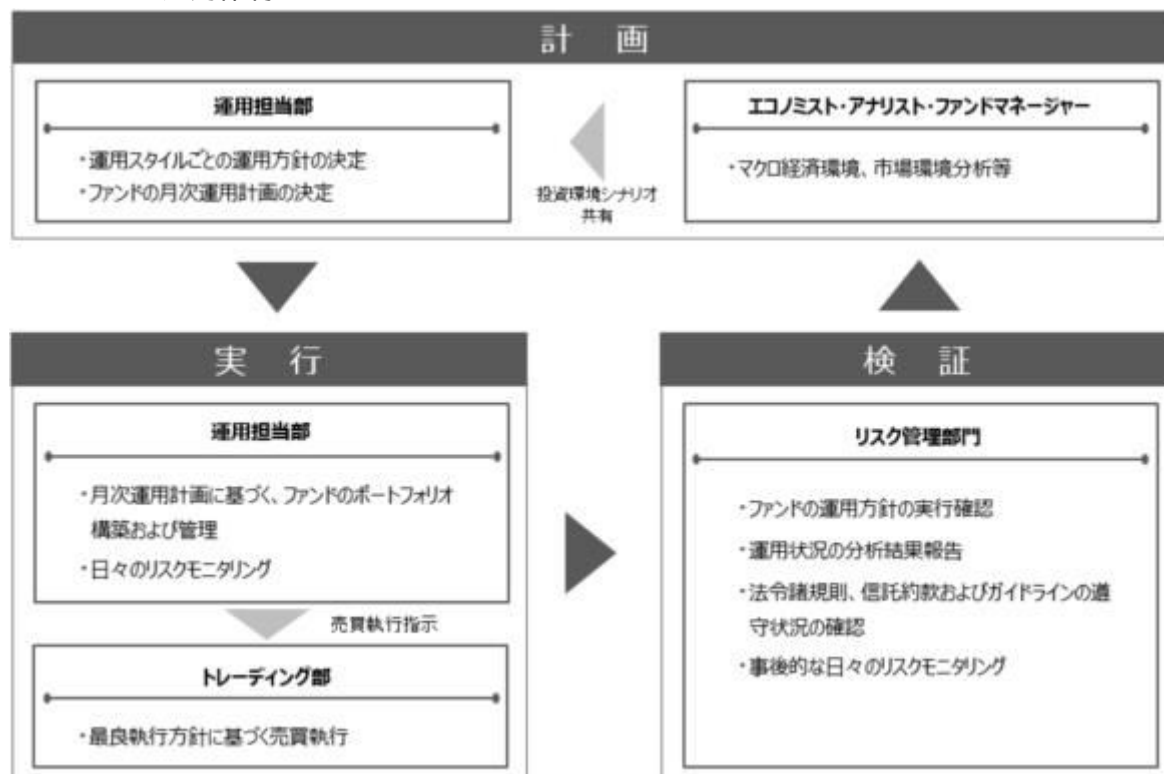 計 画
運用担当部
・運用スタイルごとの運用方針の決定
・ファンドの月次運用計画の決定
投資環境シナリオ
共有
エコノミスト・アナリスト・ファンドマネージャー
・マクロ経済環境、市場環境分析等
実 行
運用担当部
・月次運用計画に基づく、ファンドのポートフォリオ
構築および管理
・日々のリスクモニタリング
売買執行指示
トレーディング部
・最良執行方針に基づく売買執行
検 証
リスク管理部門
・ファンドの運用方針の実行確認
・運用状況の分析結果報告
・法令諸規則、信託約款およびガイドラインの遵
守状況の確認
・事後的な日々のリスクモニタリング